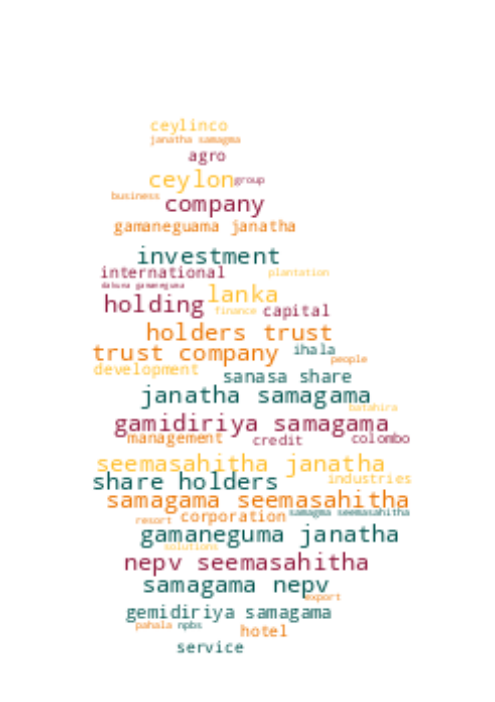 ceylinco
janatha samagma
agro
ceylon group
business company
gamaneguama janatha
investment
international plantation
dakuna gamaneguma
holding lanka
finance capital
holders trust
trust company ihala
people
development
sanasa share
janatha samagama
batahira
gamidiriya samagama
management credit colombo
seemasahitha janatha
share holders industries
samagama seemasahitha
resort corporation samagma seemasahitha
gamaneguma janatha
solutions
nepv seemasahitha
samagama nepv
export
gemidiriya samagama
pahala npbs hotel
service